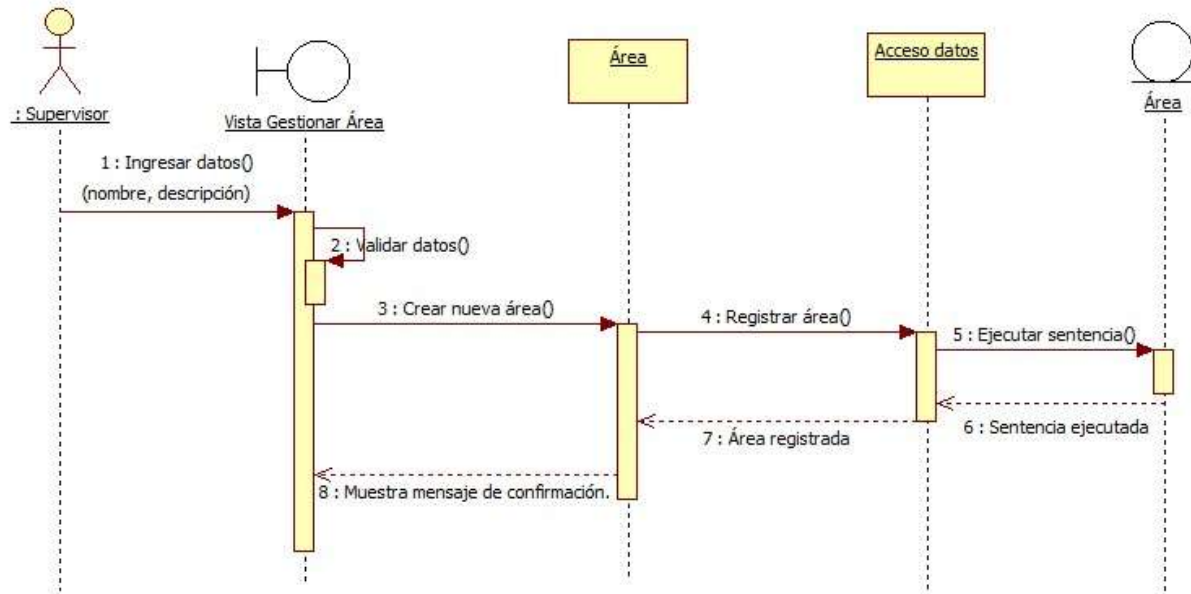 : Supervisor
Vista Gestionar Área
Área
Acceso datos
Área
1 : Ingresar datos()
(nombre, descripción)
2 : Validar datos()
3 : Crear nueva área()
4 : Registrar área()
5 : Ejecutar sentencia()
6 : Sentencia ejecutada
7 : Área registrada
8 : Muestra mensaje de confirmación.